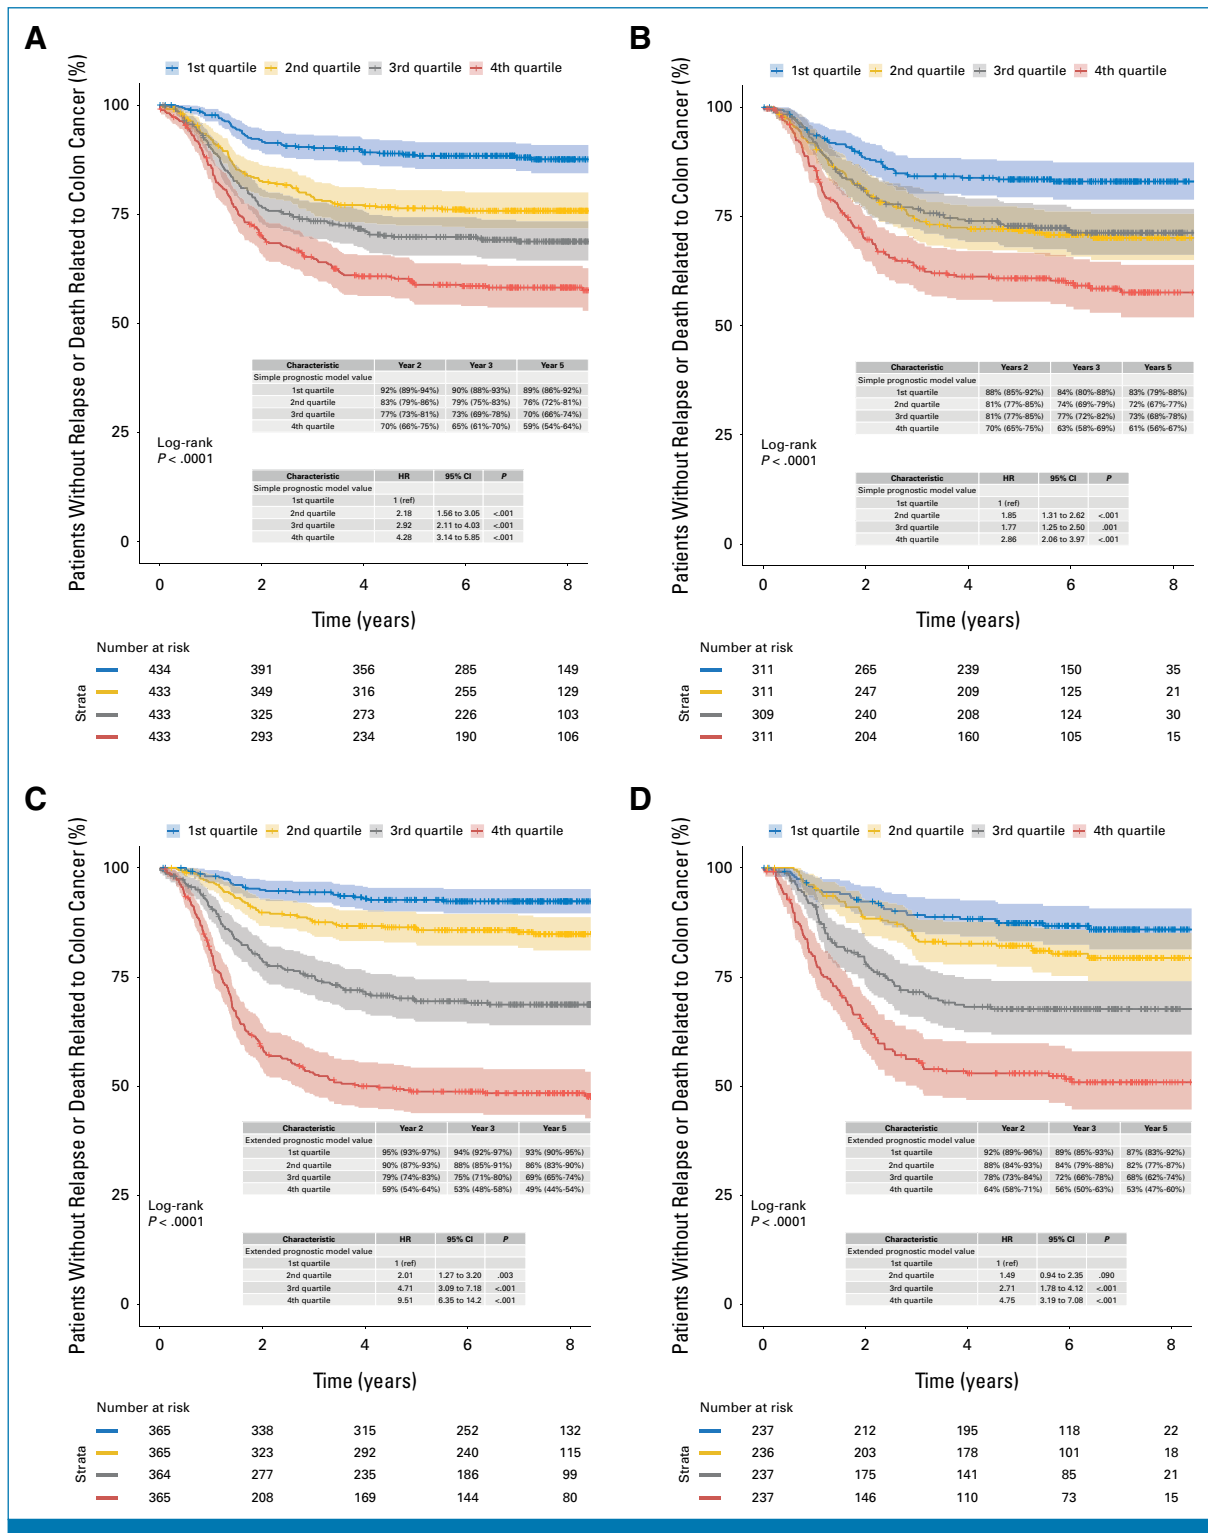 A
1st quartile 2nd quartile 3rd quartile 4th quartile
Patients Without Relapse or Death Related to Colon Cancer (%)
100
75
50
25
0
Characteristic Year 2 Year 3 Year 5
Simple prognostic model value
1st quartile 92% (89%-94%) 90% (88%-93%) 89% (86%-92%)
2nd quartile 83% (79%-86%) 79% (75%-83%) 76% (72%-81%)
3rd quartile 77% (73%-81%) 73% (69%-78%) 70% (66%-74%)
4th quartile 70% (66%-75%) 65% (61%-70%) 59% (54%-64%)
Log-rank
P < .0001
Characteristic HR 95% CI P
Simple prognostic model value
1st quartile 1 (ref)
2nd quartile 2.18 1.56 to 3.05 <.001
3rd quartile 2.92 2.11 to 4.03 <.001
4th quartile 4.28 3.14 to 5.85 <.001
0 2 4 6 8
Time (years)
Number at risk
Strata
434 391 356 285 149
433 349 316 255 129
433 325 273 226 103
433 293 234 190 106
B
1st quartile 2nd quartile 3rd quartile 4th quartile
Patients Without Relapse or Death Related to Colon Cancer (%)
100
75
50
25
0
Characteristic Years 2 Years 3 Years 5
Simple prognostic model value
1st quartile 88% (85%-92%) 84% (80%-88%) 83% (79%-88%)
2nd quartile 81% (77%-85%) 74% (69%-79%) 72% (67%-77%)
3rd quartile 81% (77%-85%) 77% (72%-82%) 73% (68%-78%)
4th quartile 70% (65%-75%) 63% (58%-69%) 61% (56%-67%)
Log-rank
P < .0001
Characteristic HR 95% CI P
Simple prognostic model value
1st quartile 1 (ref)
2nd quartile 1.85 1.31 to 2.62 <.001
3rd quartile 1.77 1.25 to 2.50 .001
4th quartile 2.86 2.06 to 3.97 <.001
0 2 4 6 8
Time (years)
Number at risk
Strata
311 265 239 150 35
311 247 209 125 21
309 240 208 124 30
311 204 160 105 15
C
1st quartile 2nd quartile 3rd quartile 4th quartile
Patients Without Relapse or Death Related to Colon Cancer (%)
100
75
50
25
0
Characteristic Year 2 Year 3 Year 5
Extended prognostic model value
1st quartile 95% (93%-97%) 94% (92%-97%) 93% (90%-95%)
2nd quartile 90% (87%-93%) 88% (85%-91%) 86% (83%-90%)
3rd quartile 79% (74%-83%) 75% (71%-80%) 69% (65%-74%)
4th quartile 59% (54%-64%) 53% (48%-58%) 49% (44%-54%)
Log-rank
P < .0001
Characteristic HR 95% CI P
Extended prognostic model value
1st quartile 1 (ref)
2nd quartile 2.01 1.27 to 3.20 .003
3rd quartile 4.71 3.09 to 7.18 <.001
4th quartile 9.51 6.35 to 14.2 <.001
0 2 4 6 8
Time (years)
Number at risk
Strata
365 338 315 252 132
365 323 292 240 115
364 277 235 186 99
365 208 169 144 80
D
1st quartile 2nd quartile 3rd quartile 4th quartile
Patients Without Relapse or Death Related to Colon Cancer (%)
100
75
50
25
0
Characteristic Year 2 Year 3 Year 5
Extended prognostic model value
1st quartile 92% (89%-96%) 89% (85%-93%) 87% (83%-92%)
2nd quartile 88% (84%-93%) 84% (79%-88%) 82% (77%-87%)
3rd quartile 78% (73%-84%) 72% (66%-78%) 68% (62%-74%)
4th quartile 64% (58%-71%) 56% (50%-63%) 53% (47%-60%)
Log-rank
P < .0001
Characteristic HR 95% CI P
Extended prognostic model value
1st quartile 1 (ref)
2nd quartile 1.49 0.94 to 2.35 .090
3rd quartile 2.71 1.78 to 4.12 <.001
4th quartile 4.75 3.19 to 7.08 <.001
0 2 4 6 8
Time (years)
Number at risk
Strata
237 212 195 118 22
236 203 178 101 18
237 175 141 85 21
237 146 110 73 15